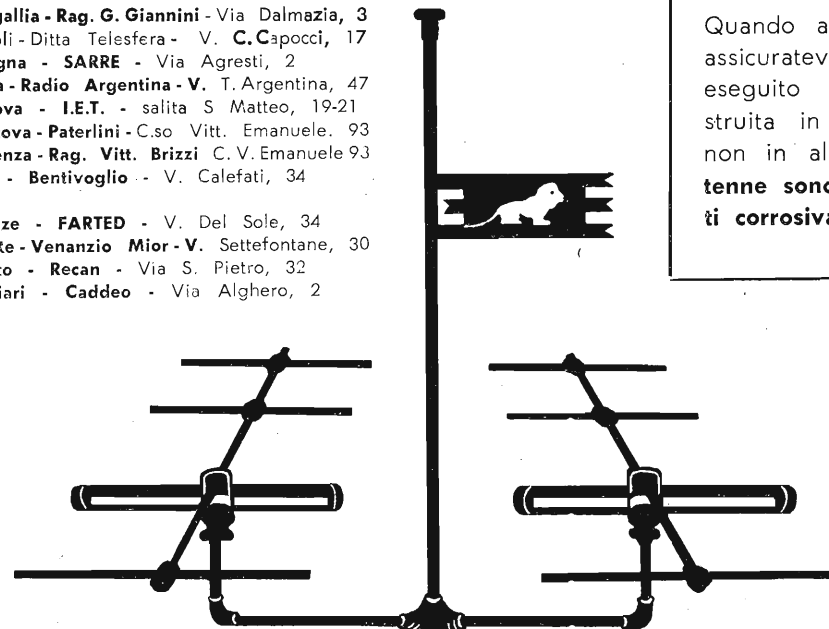 gallia - Rag. G. Giannini - Via Dalmazia, 3
li - Ditta Telesfera - V. C. Capocci, 17
gna - SARRE - Via Agresti, 2
a - Radio Argentina - V. T. Argentina, 47
ova - I.E.T. - salita S Matteo, 19-21
ova - Paterlini - C.so Vitt. Emanuele. 93
enza - Rag. Vitt. Brizzi C. V. Emanuele 93
- Bentivoglio - V. Calefati, 34
ze - FARTED - V. Del Sole, 34
te - Venanzio Mior - V. Settefontane, 30
to - Recan - Via S. Pietro, 32
iari - Caddeo - Via Alghero, 2
Quando a
assicuratev
eseguito
struita in
non in al
tenne sono
ti corrosiva